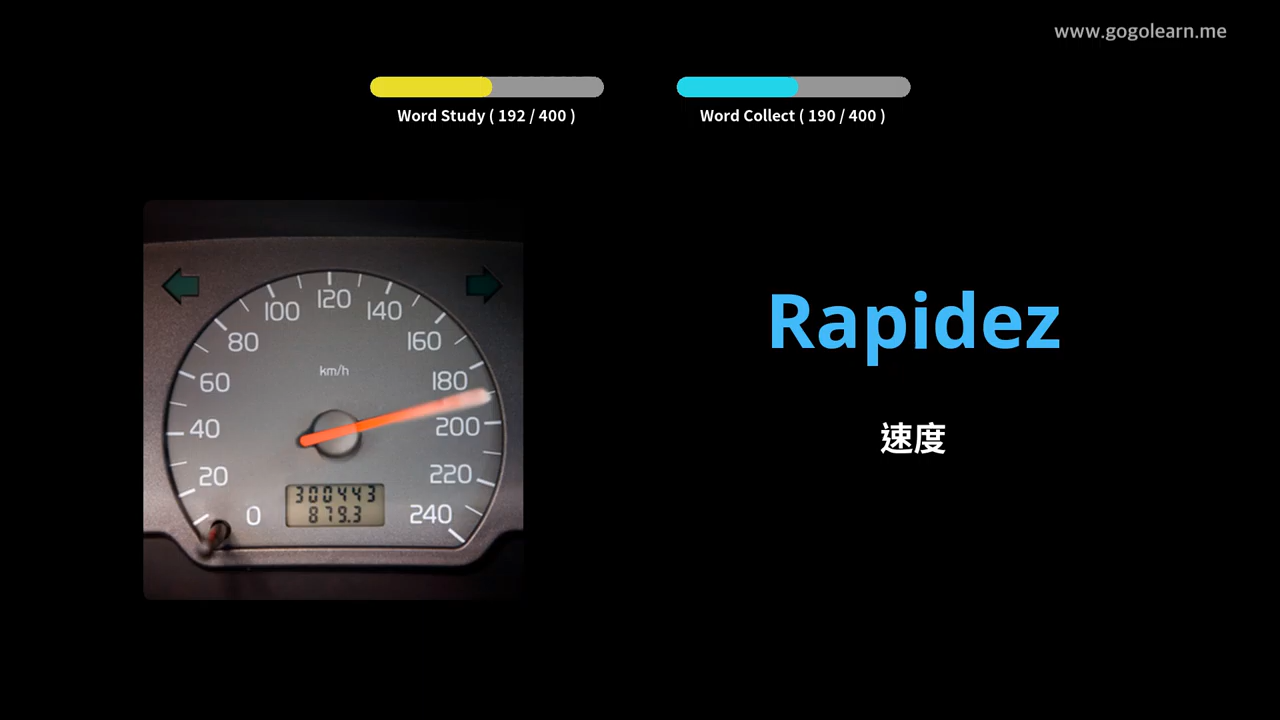 www.gogolearn.me
Word Study ( 192 / 400 )
Word Collect ( 190 / 400 )
Rapidez
速度
120
100
140
80
160
km/h
60
180
40
200
20
220
300443
879.3
0
240